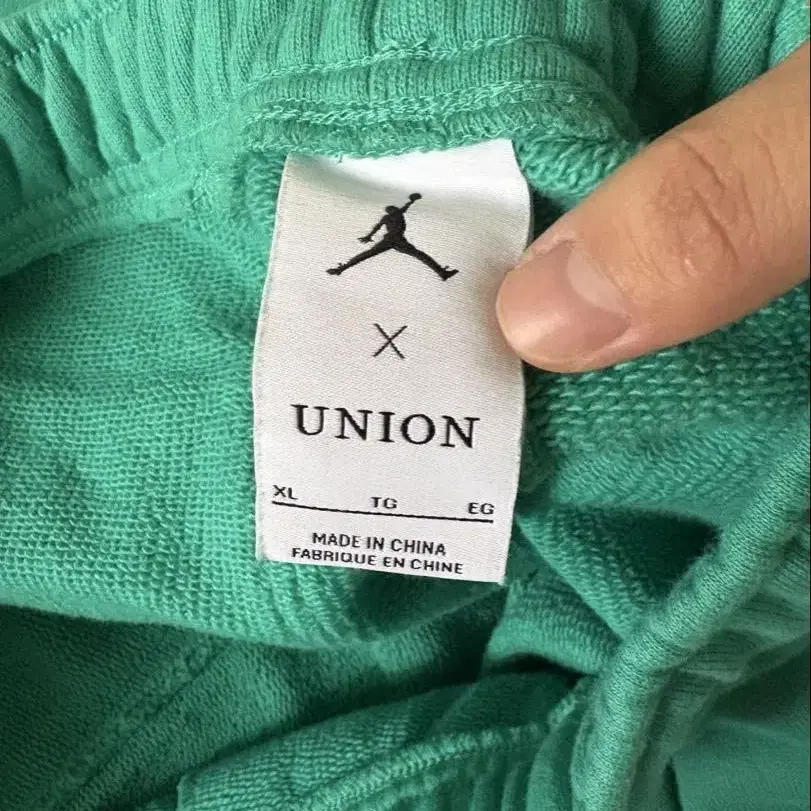 X
UNION
XL TG EG
MADE IN CHINA
FABRIQUE EN CHINE